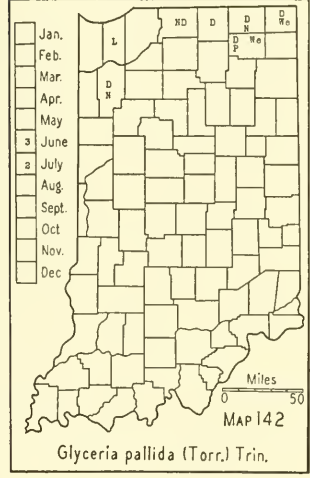 Jan.
Feb.
Mar.
Apr.
May
3 June
2 July
Aug.
Sept.
Oct
Nov.
Dec
L
ND
D
D
N
D
We
D We
P
D
N
Miles
0 50
MAP 142
Glyceria pallida (Torr.) Trin.